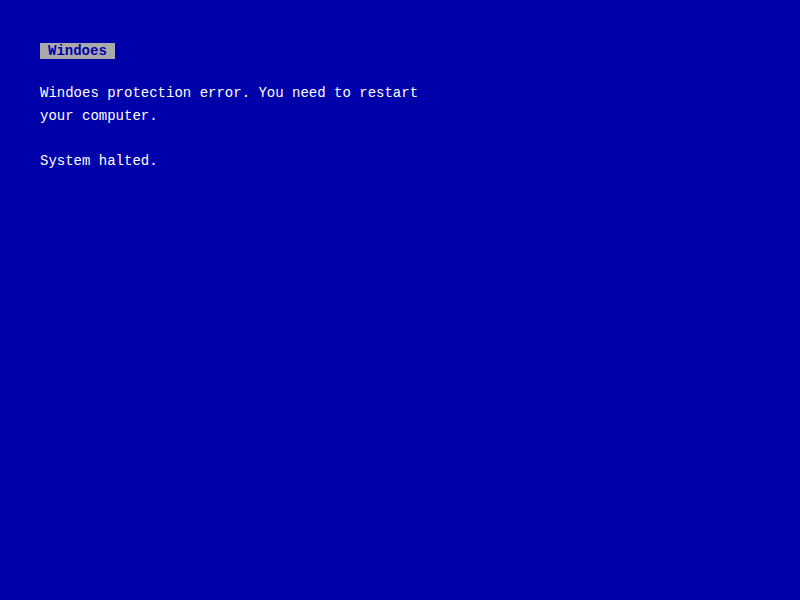 Windoes
Windoes protection error. You need to restart
your computer.
System halted.